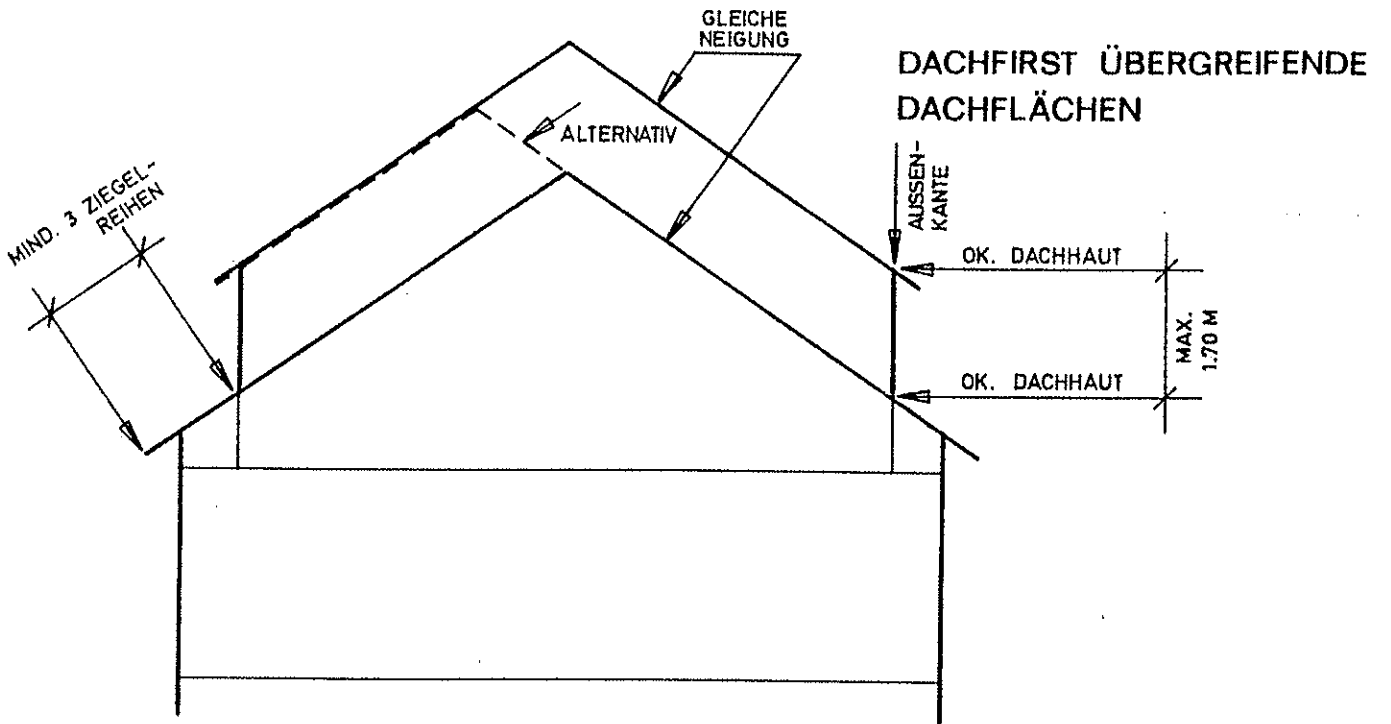 GLEICHE
NEIGUNG
DACHFIRST ÜBERGREIFENDE
DACHFLÄCHEN
ALTERNATIV
AUSSEN-
KANTE
MIND. 3 ZIEGEL-
REIHEN
OK. DACHHAUT
MAX.
1.70 M
OK. DACHHAUT